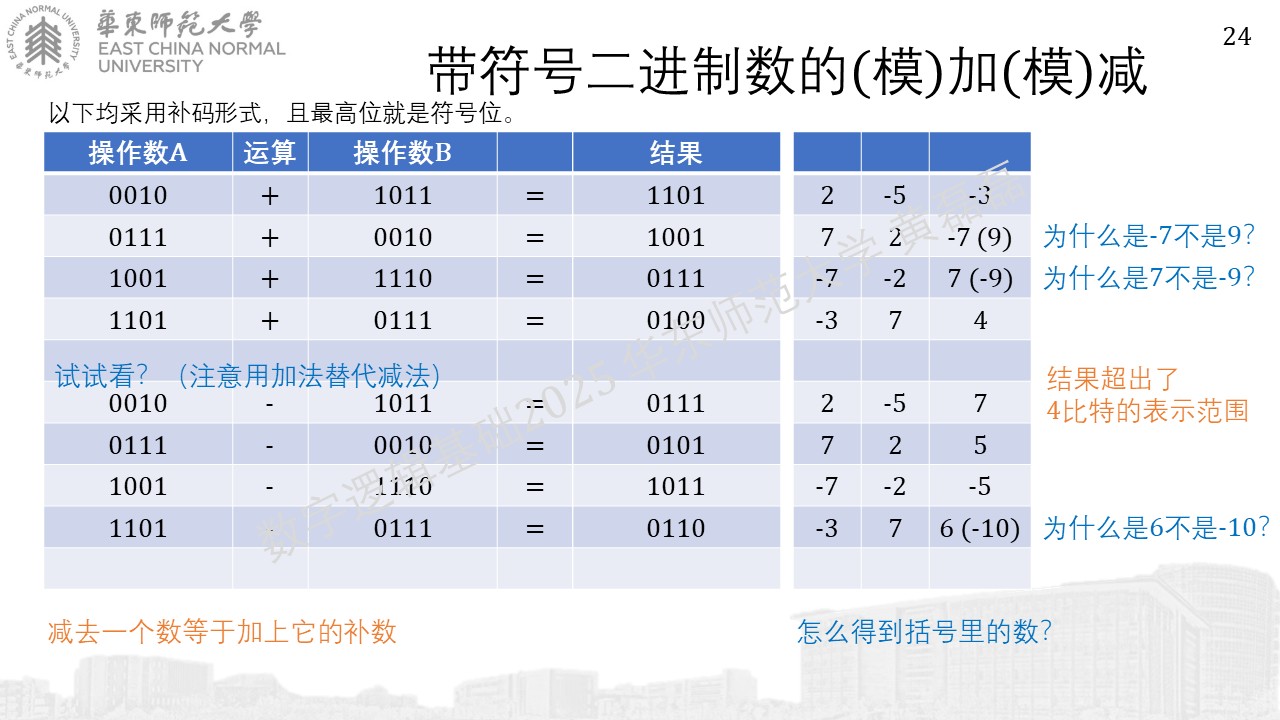 華東師範大學
EAST CHINA NORMAL
UNIVERSITY
EAST CHINA NORMAL UNIVERSITY
華東師範大學
24
带符号二进制数的(模)加(模)减
以下均采用补码形式，且最高位就是符号位。
操作数A 运算 操作数B 结果
0010 + 1011 = 1101 2 -5 -3
0111 + 0010 = 1001 7 2 -7 (9) 为什么是-7不是9?
1001 + 1110 = 0111 -7 -2 7 (-9) 为什么是7不是-9?
1101 + 0111 = 0100 -3 7 4
试试看？（注意用加法替代减法）
结果超出了
4比特的表示范围
0010 - 1011 = 0111 2 -5 7
0111 - 0010 = 0101 7 2 5
1001 - 1110 = 1011 -7 -2 -5
1101 - 0111 = 0110 -3 7 6 (-10) 为什么是6不是-10?
减去一个数等于加上它的补数
怎么得到括号里的数?
数字逻辑基础2025 华东师范大学 黄磊磊